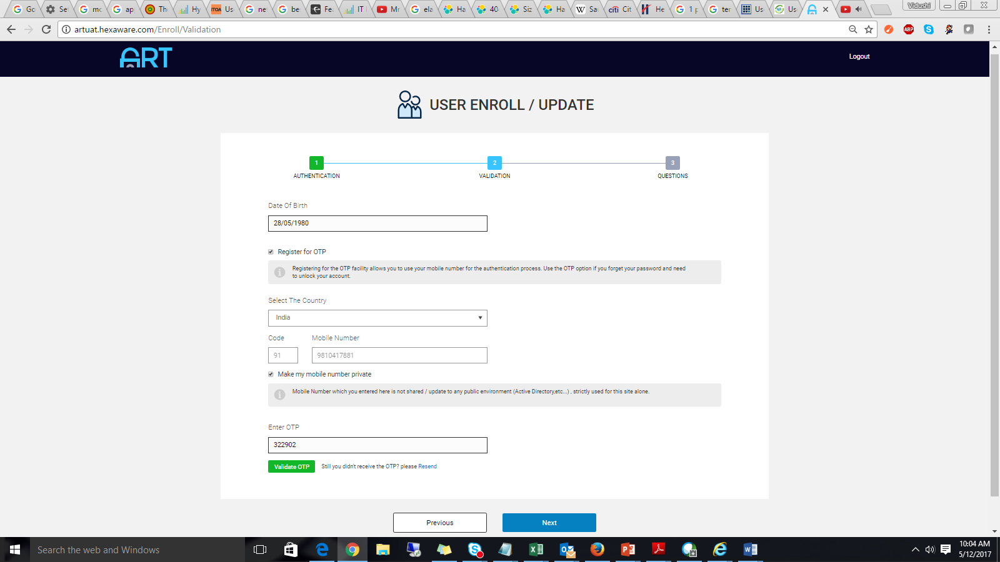 Go
Se
mo
ap
Th
Hy
ITOA Us
ne
be
Fea
IT
Mr
ela
Ha
40
Siz
Ha
W Sa
citi Cit
He
1 p
ter
Us
Us
Vidushi
artuat.hexaware.com/Enroll/Validation
ABP
ART
Logout
USER ENROLL / UPDATE
1
2
3
AUTHENTICATION
VALIDATION
QUESTIONS
Date Of Birth
28/05/1980
Register for OTP
Registering for the OTP facility allows you to use your mobile number for the authentication process. Use the OTP option if you forget your password and need
to unlock your account.
Select The Country
India
Code
Mobile Number
91
9810417881
Make my mobile number private
Mobile Number which you entered here is not shared / update to any public environment (Active Directory,etc...) , strictly used for this site alone.
Enter OTP
322902
Validate OTP
Still you didn't receive the OTP? please Resend
Previous
Next
Search the web and Windows
10:04 AM
5/12/2017